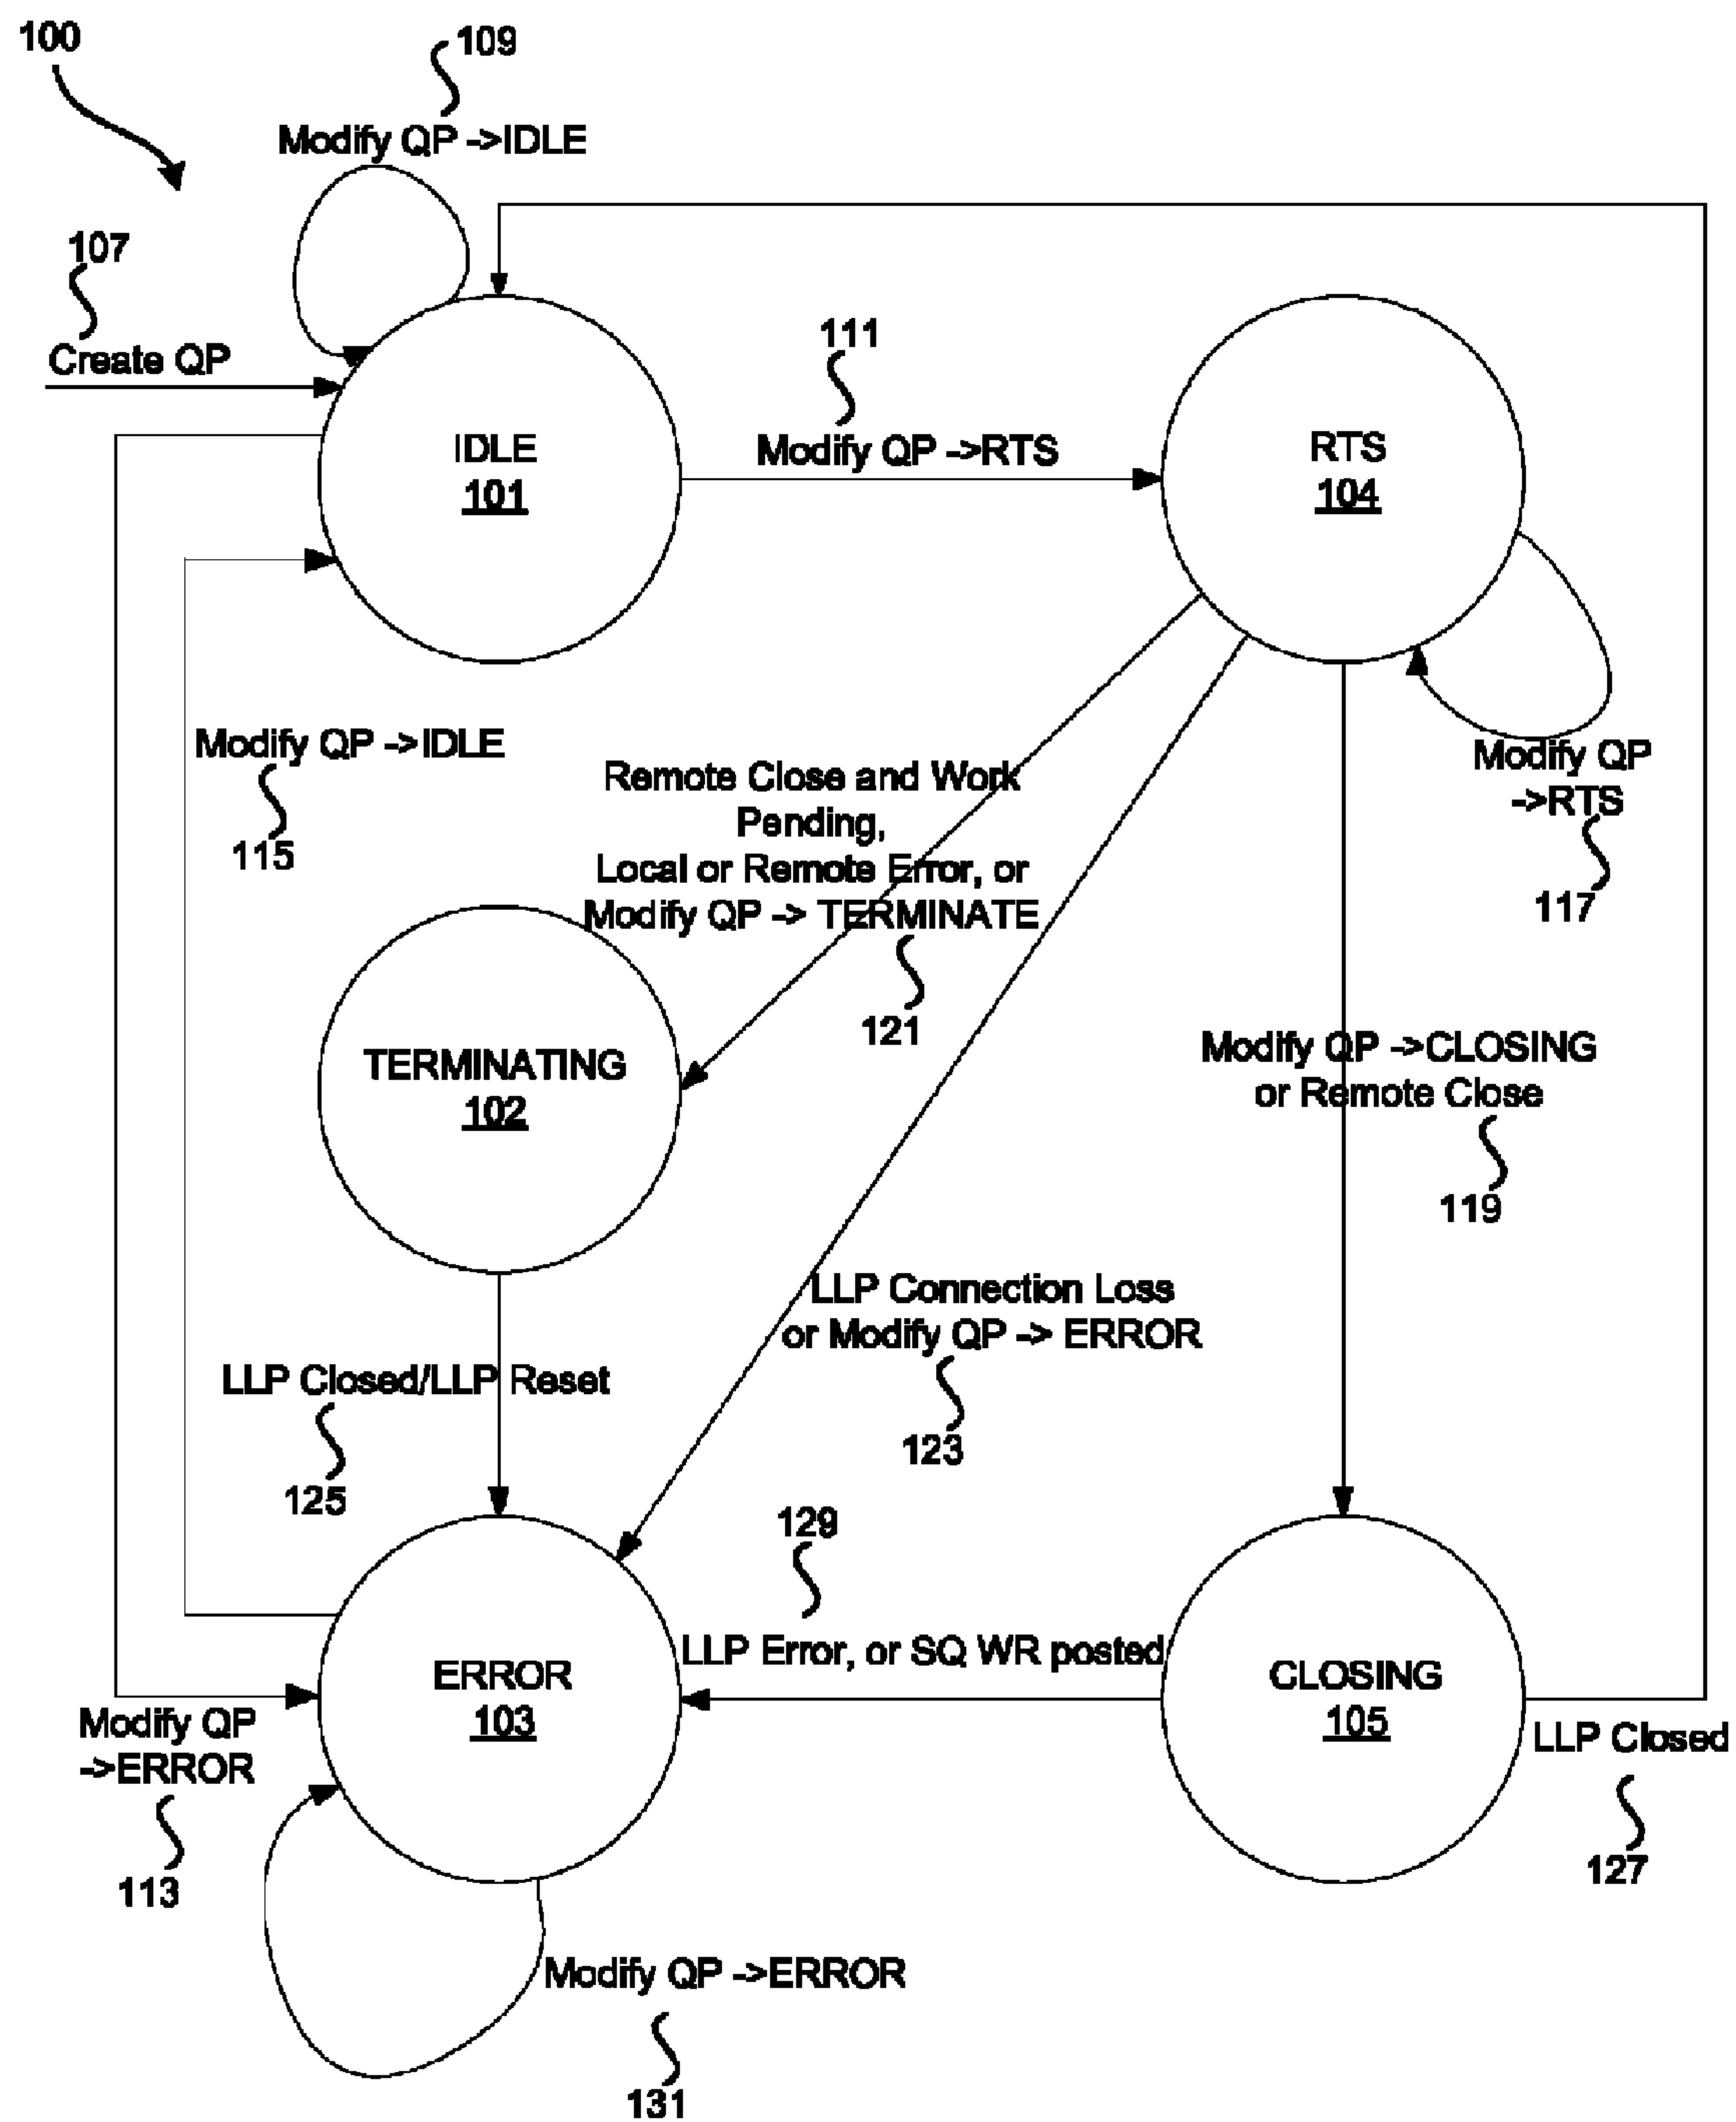 100
109
Modify QP ->IDLE
107
Create QP
111
Modify QP ->RTS
IDLE
101
RTS
104
Modify QP ->IDLE
115
Remote Close and Work
Pending,
Local or Remote Error, or
Modify QP -> TERMINATE
121
Modify QP
->RTS
117
TERMINATING
102
Modify QP ->CLOSING
or Remote Close
119
LLP Connection Loss
or Modify QP -> ERROR
123
LLP Closed/LLP Reset
125
129
LLP Error, or SQ WR posted
ERROR
103
CLOSING
105
Modify QP
->ERROR
113
LLP Closed
127
Modify QP ->ERROR
131